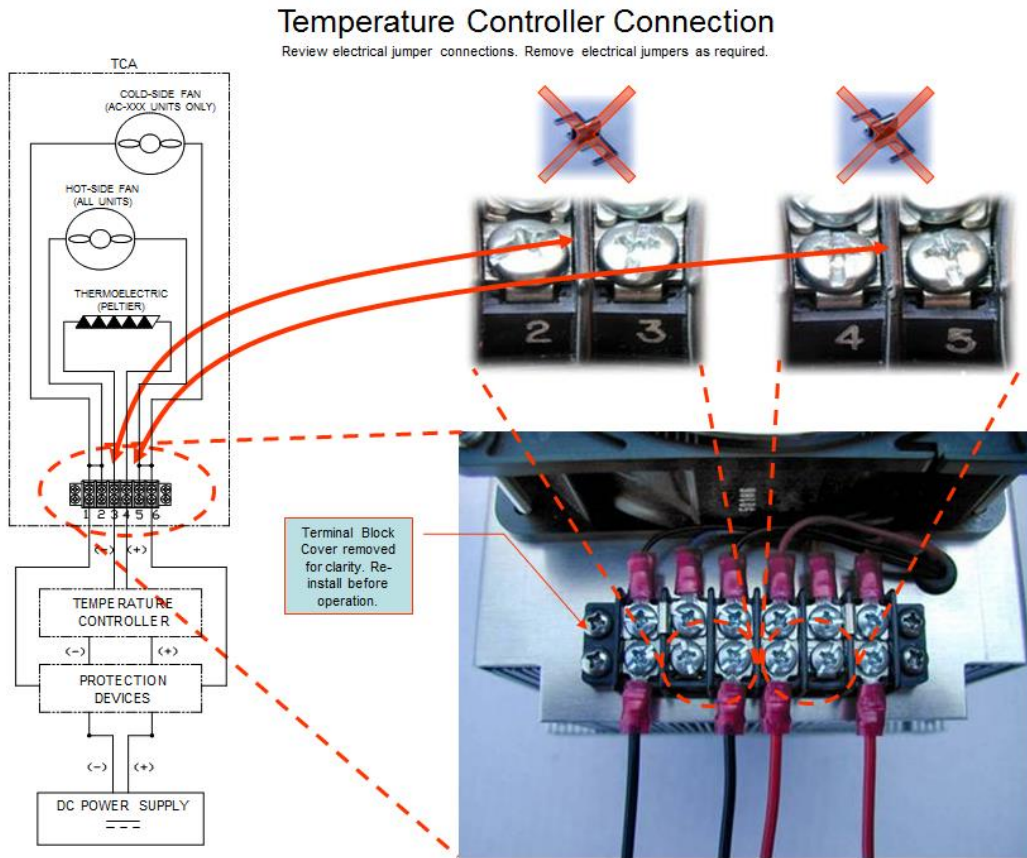 Temperature Controller Connection
Review electrical jumper connections. Remove electrical jumpers as required.
TCA
COLD-SIDE FAN
(AC-XXX UNITS ONLY)
HOT-SIDE FAN
(ALL UNITS)
THERMOELECTRIC
(PELTIER)
1 2 3 4 5 6
(-) (+)
TEMPERATURE
CONTROLLER
(-) (+)
PROTECTION
DEVICES
(-) (+)
DC POWER SUPPLY
2 3
4 5
Terminal Block
Cover removed
for clarity. Re-
install before
operation.